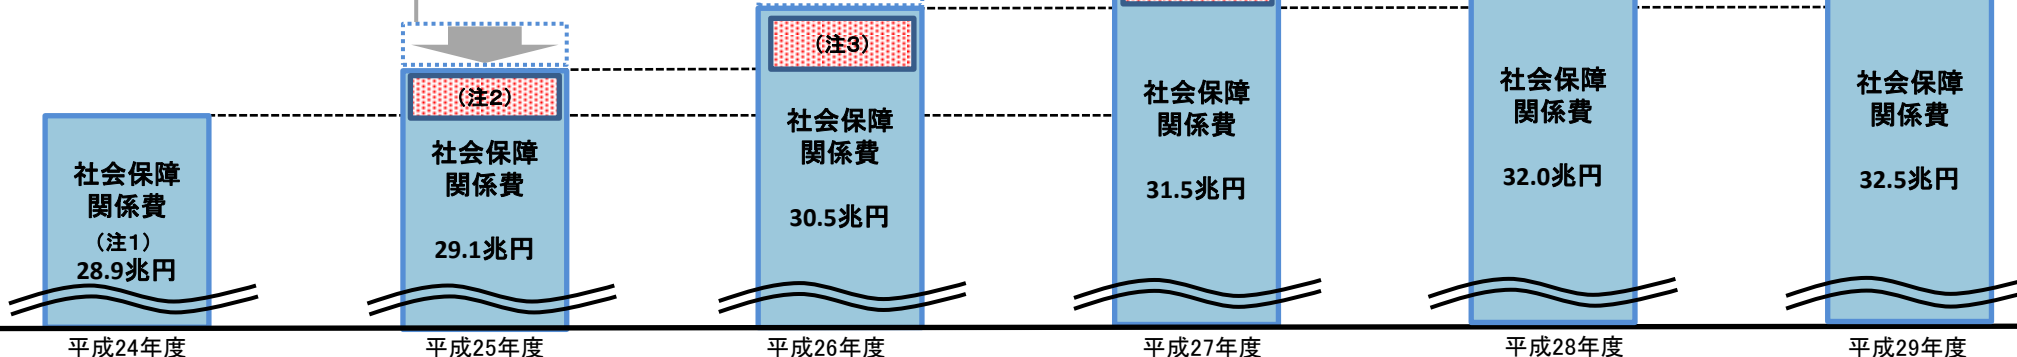 社会保障
関係費
(注1)
28.9兆円
平成24年度
(注2)
社会保障
関係費
29.1兆円
平成25年度
(注3)
社会保障
関係費
30.5兆円
平成26年度
社会保障
関係費
31.5兆円
平成27年度
社会保障
関係費
32.0兆円
平成28年度
社会保障
関係費
32.5兆円
平成29年度